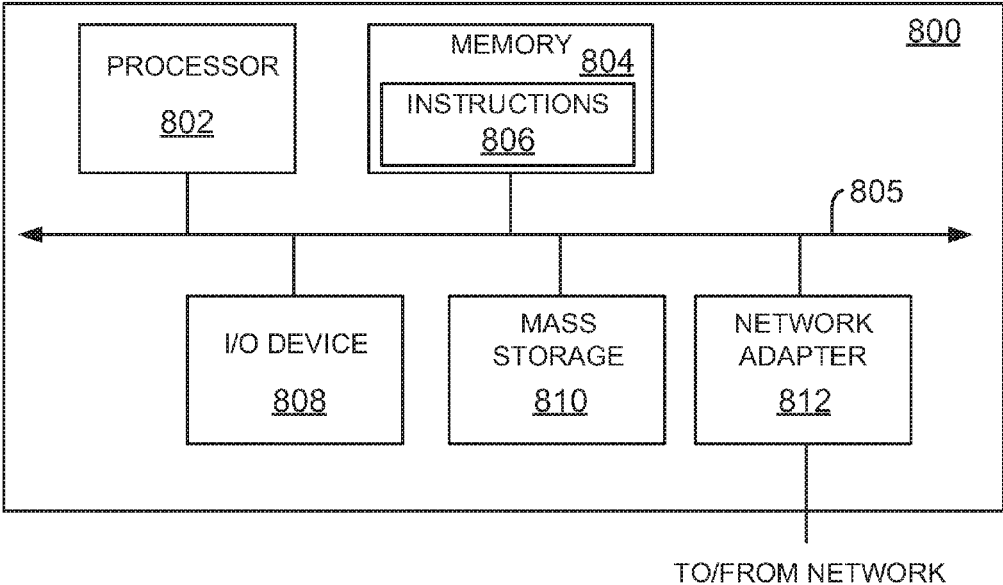 800
PROCESSOR
802
MEMORY
804
INSTRUCTIONS
806
805
I/O DEVICE
808
MASS
STORAGE
810
NETWORK
ADAPTER
812
TO/FROM NETWORK